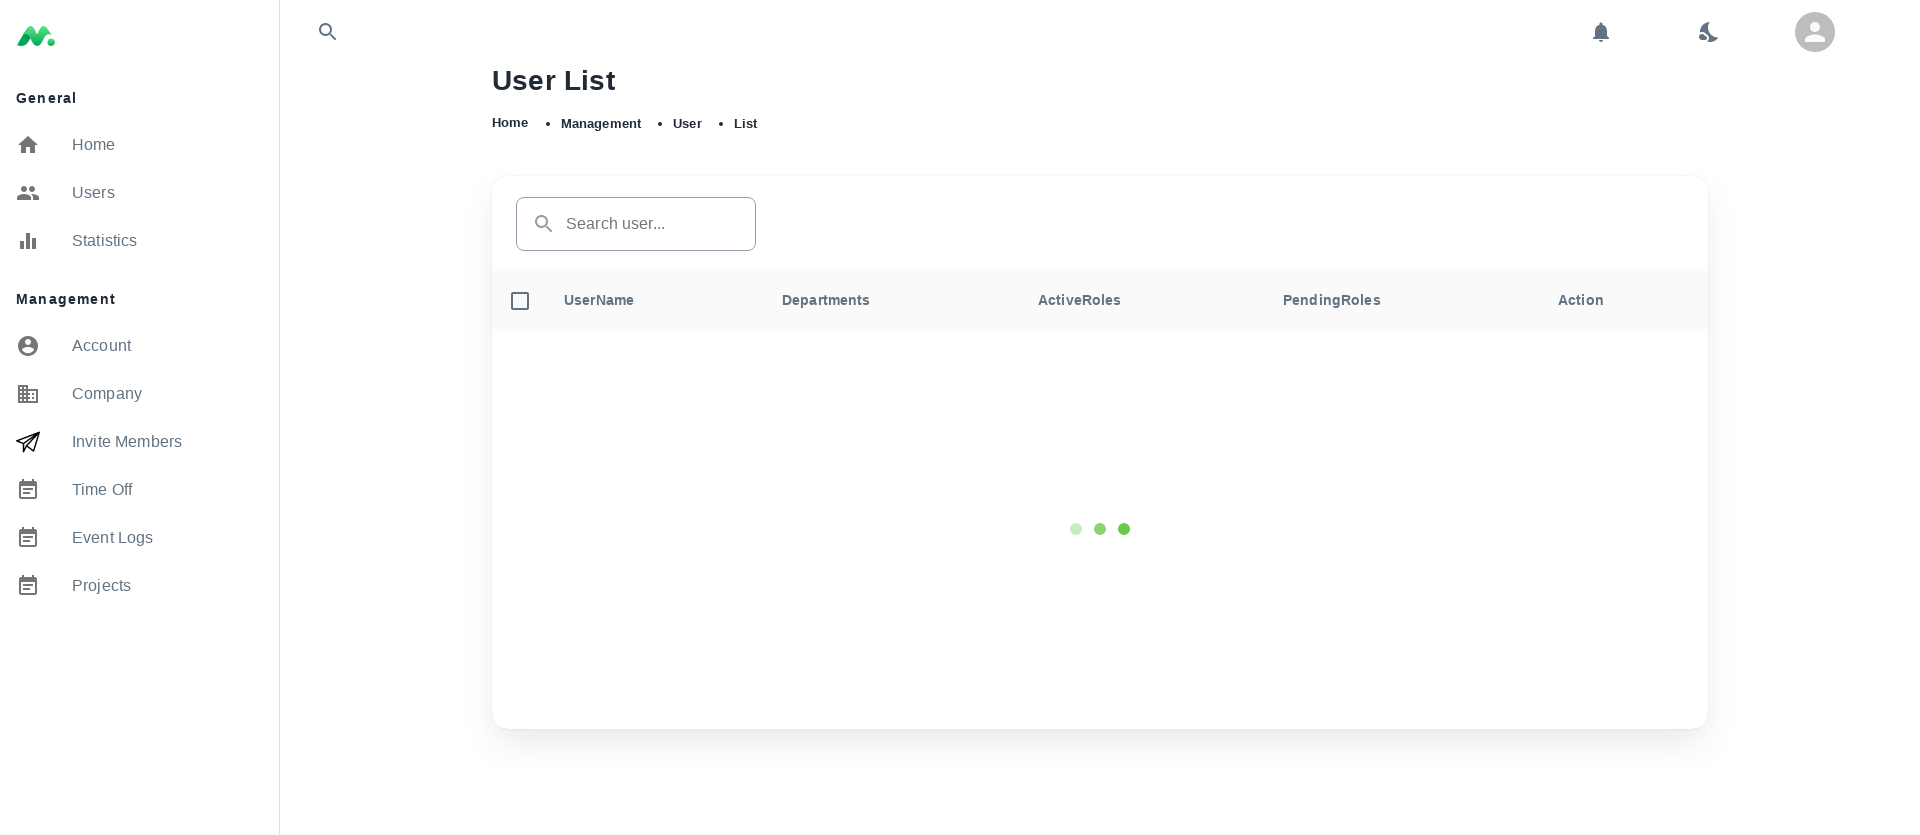 General
Home
Users
Statistics
Management
Account
Company
Invite Members
Time Off
Event Logs
Projects
User List
Home • Management • User • List
Search user...
UserName Departments ActiveRoles PendingRoles Action